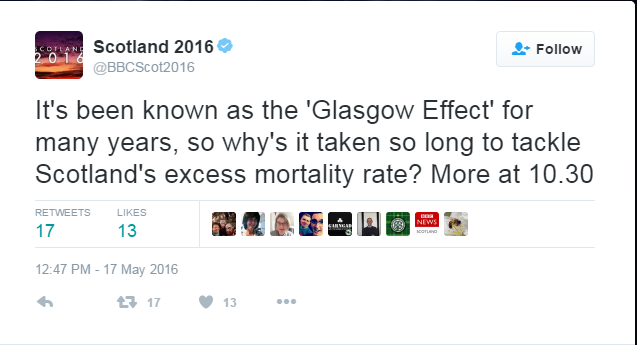 SCOTLAND
2016
Scotland 2016
@BBCScot2016
Follow
It's been known as the 'Glasgow Effect' for
many years, so why's it taken so long to tackle
Scotland's excess mortality rate? More at 10.30
RETWEETS LIKES
17 13
BBC
NEWS
SCOTLAND
12:47 PM - 17 May 2016
17 13